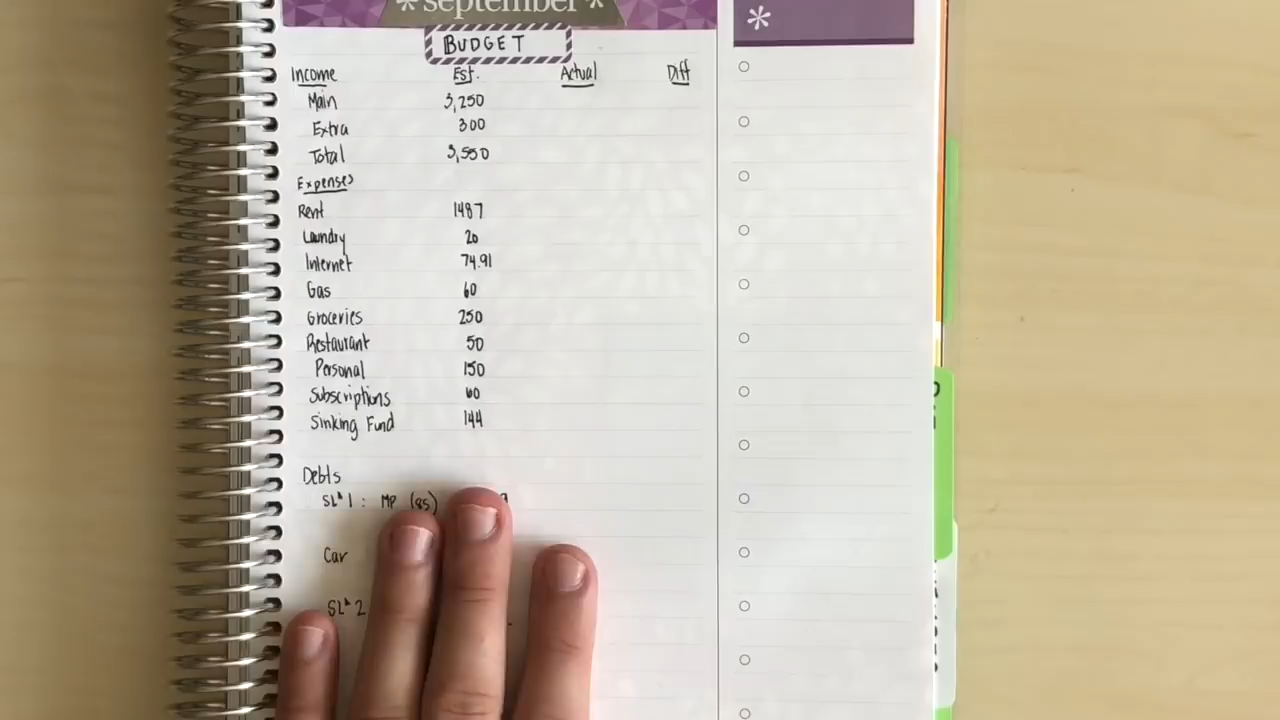 *september*
*
BUDGET
Income Est. Actual Diff
Main 3,250
Extra 300
Total 3,550
Expenses
Rent 1487
Laundry 20
Internet 74.91
Gas 60
Groceries 250
Restaurant 50
Personal 150
Subscriptions 60
Sinking Fund 144
Debts
SL 1: MP (85)
Car
SL 2